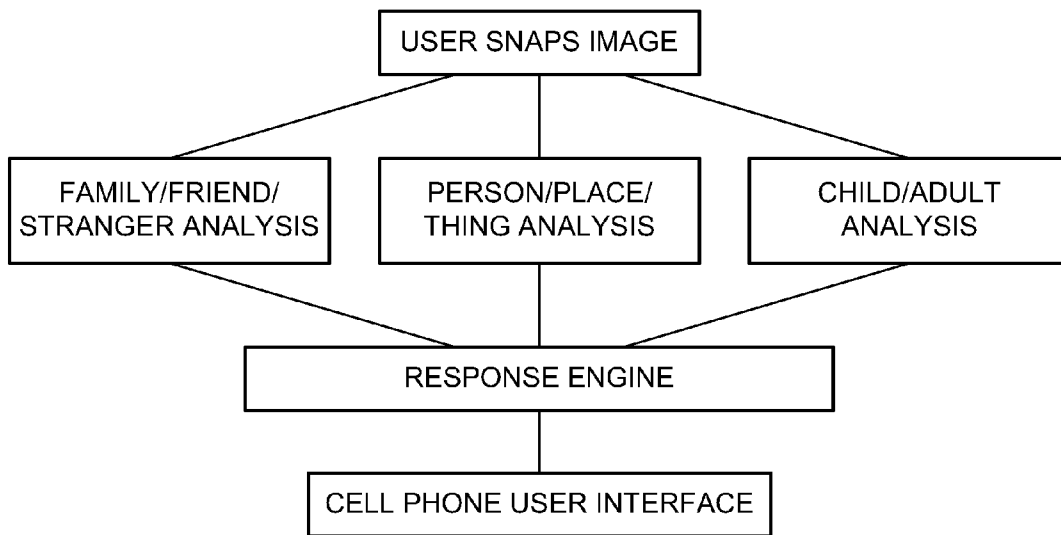 USER SNAPS IMAGE
FAMILY/FRIEND/
STRANGER ANALYSIS
PERSON/PLACE/
THING ANALYSIS
CHILD/ADULT
ANALYSIS
RESPONSE ENGINE
CELL PHONE USER INTERFACE